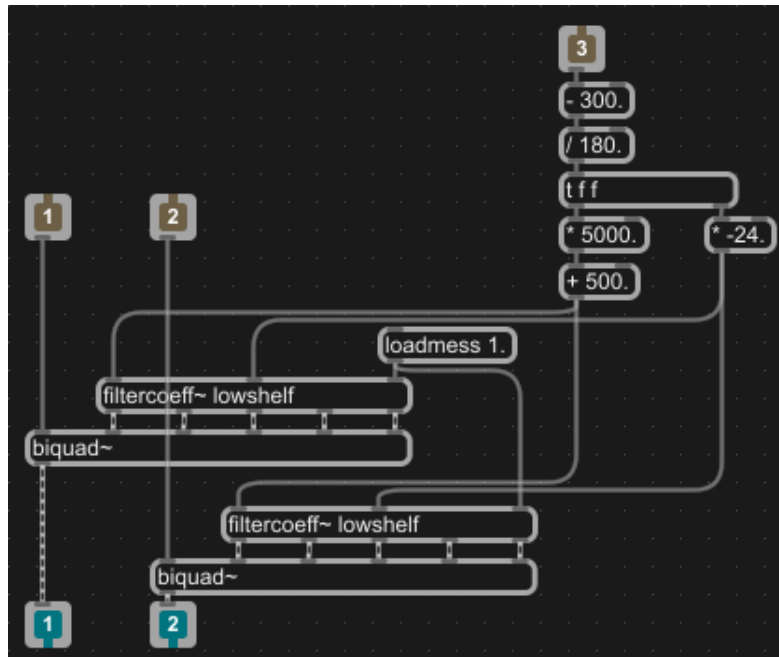 3
- 300.
/ 180.
t f f
1
2
* 5000.
* -24.
+ 500.
loadmess 1.
filtercoeff~ lowshelf
biquad~
filtercoeff~ lowshelf
biquad~
1
2